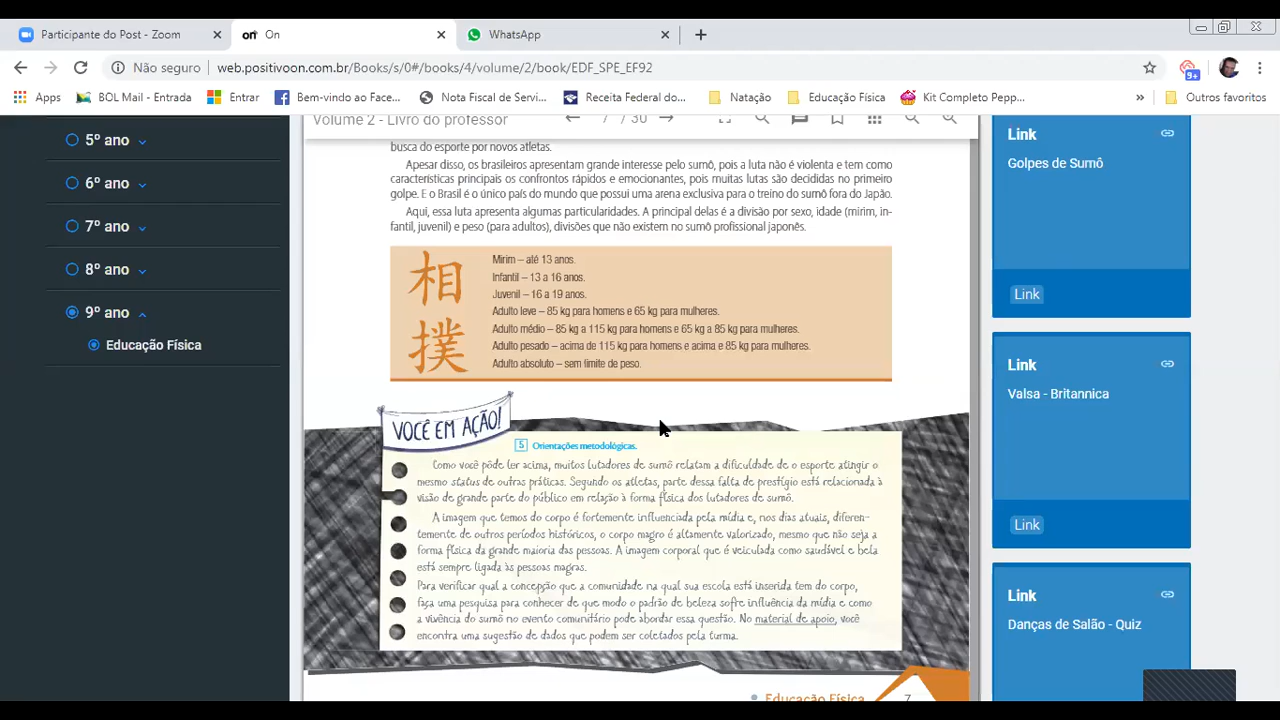 Participante do Post - Zoom
On
WhatsApp
Não seguro
web.positivoon.com.br/Books/s/0#/books/4/volume/2/book/EDF_SPE_EF92
9+
Apps
BOL Mail - Entrada
Entrar
Bem-vindo ao Face...
Nota Fiscal de Servi...
Receita Federal do...
Natação
Educação Física
Kit Completo Pepp...
»
Outros favoritos
5º ano
6º ano
7º ano
8º ano
9º ano
Educação Física
Volume 2 - Livro do professor
7 / 30
busca do esporte por novos atletas.
Apesar disso, os brasileiros apresentam grande interesse pelo sumô, pois a luta não é violenta e tem como
características principais os confrontos rápidos e emocionantes, pois muitas lutas são decididas no primeiro
golpe. E o Brasil é o único país do mundo que possui uma arena exclusiva para o treino do sumô fora do Japão.
Aqui, essa luta apresenta algumas particularidades. A principal delas é a divisão por sexo, idade (mirim, in-
fantil, juvenil) e peso (para adultos), divisões que não existem no sumô profissional japonês.
相
撲
Mirim – até 13 anos.
Infantil – 13 a 16 anos.
Juvenil – 16 a 19 anos.
Adulto leve – 85 kg para homens e 65 kg para mulheres.
Adulto médio – 85 kg a 115 kg para homens e 65 kg a 85 kg para mulheres.
Adulto pesado – acima de 115 kg para homens e acima e 85 kg para mulheres.
Adulto absoluto – sem limite de peso.
VOCÊ EM AÇÃO!
5 Orientações metodológicas.
Como você pôde ler acima, muitos lutadores de sumô relatam a dificuldade de o esporte atingir o
mesmo status de outras práticas. Segundo os atletas, parte dessa falta de prestígio está relacionada à
visão de grande parte do público em relação à forma física dos lutadores de sumô.
A imagem que temos do corpo é fortemente influenciada pela mídia e, nos dias atuais, diferen-
temente de outros períodos históricos, o corpo magro é altamente valorizado, mesmo que não seja a
forma física da grande maioria das pessoas. A imagem corporal que é veiculada como saudável e bela
está sempre ligada às pessoas magras.
Para verificar qual a concepção que a comunidade na qual sua escola está inserida tem do corpo,
faça uma pesquisa para conhecer de que modo o padrão de beleza sofre influência da mídia e como
a vivência do sumô no evento comunitário pode abordar essa questão. No material de apoio, você
encontra uma sugestão de dados que podem ser coletados pela turma.
Educação Física 7
Link
Golpes de Sumô
Link
Link
Valsa - Britannica
Link
Link
Danças de Salão - Quiz